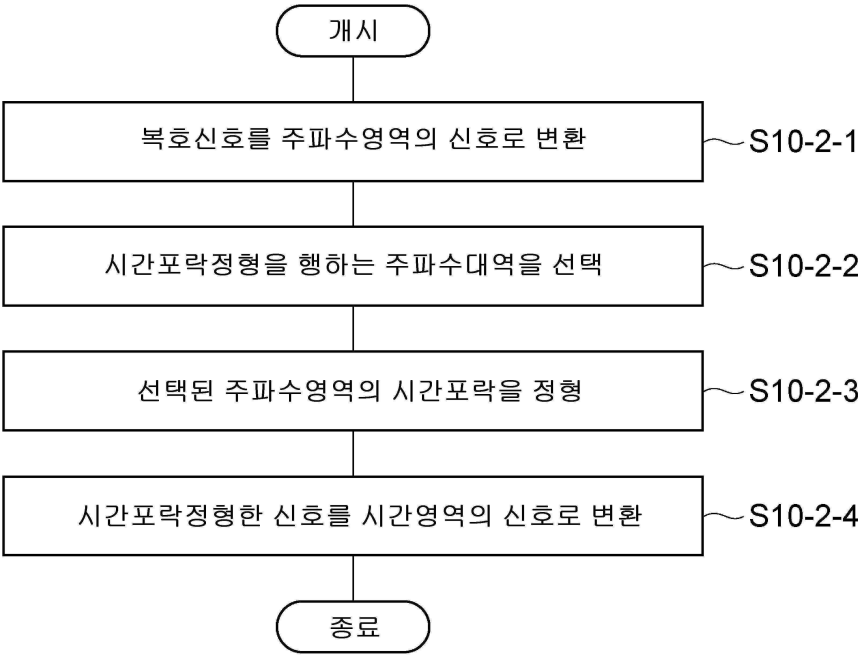 개시
복호신호를 주파수영역의 신호로 변환 S10-2-1
시간포락정형을 행하는 주파수대역을 선택 S10-2-2
선택된 주파수영역의 시간포락을 정형 S10-2-3
시간포락정형한 신호를 시간영역의 신호로 변환 S10-2-4
종료